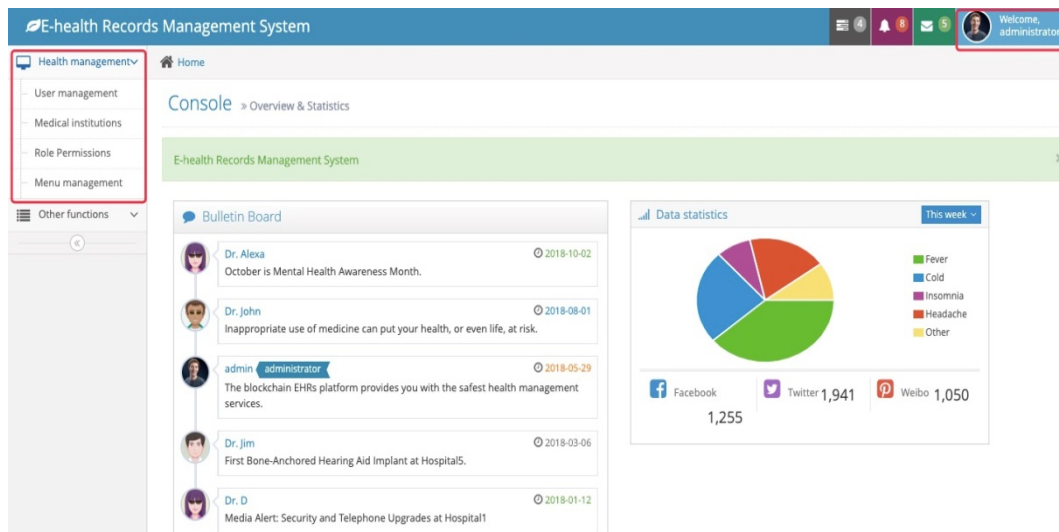 E-health Records Management System
4
8
5
Welcome,
administrator
Health management
User management
Medical institutions
Role Permissions
Menu management
Other functions
Home
Console » Overview & Statistics
E-health Records Management System
Bulletin Board
Dr. Alexa 2018-10-02
October is Mental Health Awareness Month.
Dr. John 2018-08-01
Inappropriate use of medicine can put your health, or even life, at risk.
admin administrator 2018-05-29
The blockchain EHRs platform provides you with the safest health management
services.
Dr. Jim 2018-03-06
First Bone-Anchored Hearing Aid Implant at Hospital5.
Dr. D 2018-01-12
Media Alert: Security and Telephone Upgrades at Hospital1
Data statistics This week
Fever
Cold
Insomnia
Headache
Other
Facebook
1,255
Twitter 1,941
Weibo 1,050